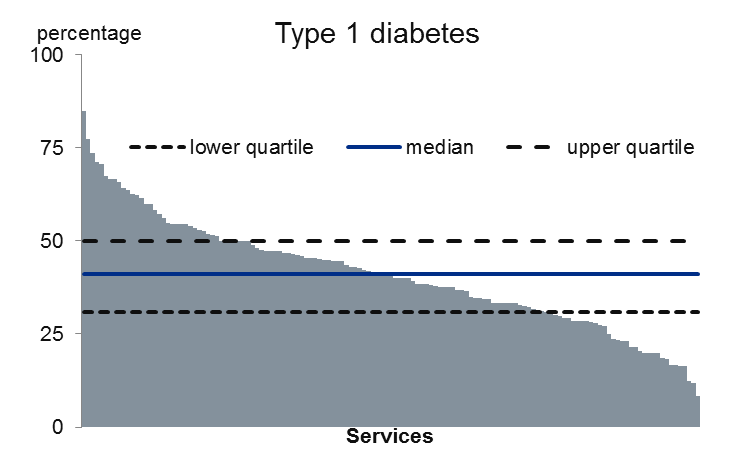 Type 1 diabetes
percentage
100
75
lower quartile median upper quartile
50
25
0
Services